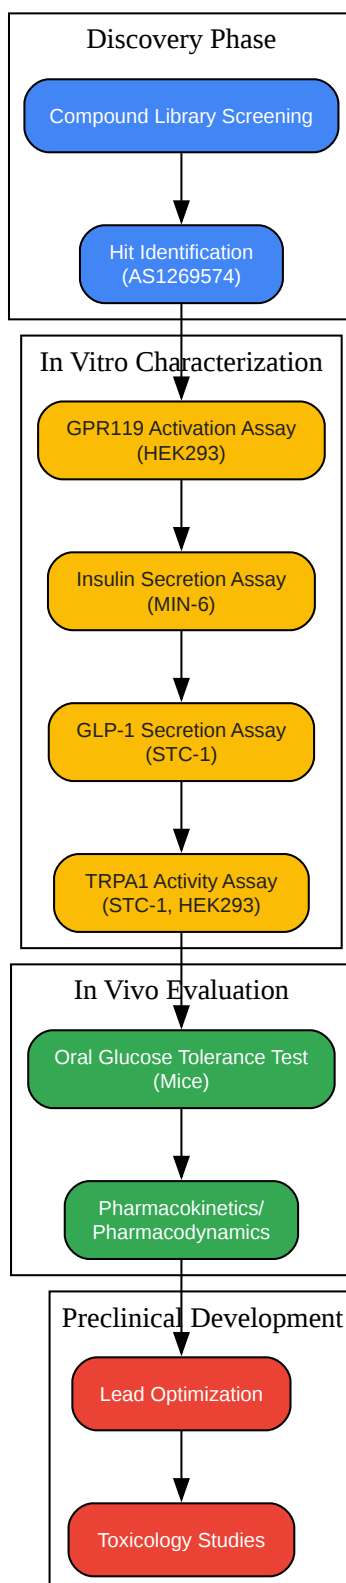 Discovery Phase
Compound Library Screening
Hit Identification
(AS1269574)
In Vitro Characterization
GPR119 Activation Assay
(HEK293)
Insulin Secretion Assay
(MIN-6)
GLP-1 Secretion Assay
(STC-1)
TRPA1 Activity Assay
(STC-1, HEK293)
In Vivo Evaluation
Oral Glucose Tolerance Test
(Mice)
Pharmacokinetics/
Pharmacodynamics
Preclinical Development
Lead Optimization
Toxicology Studies